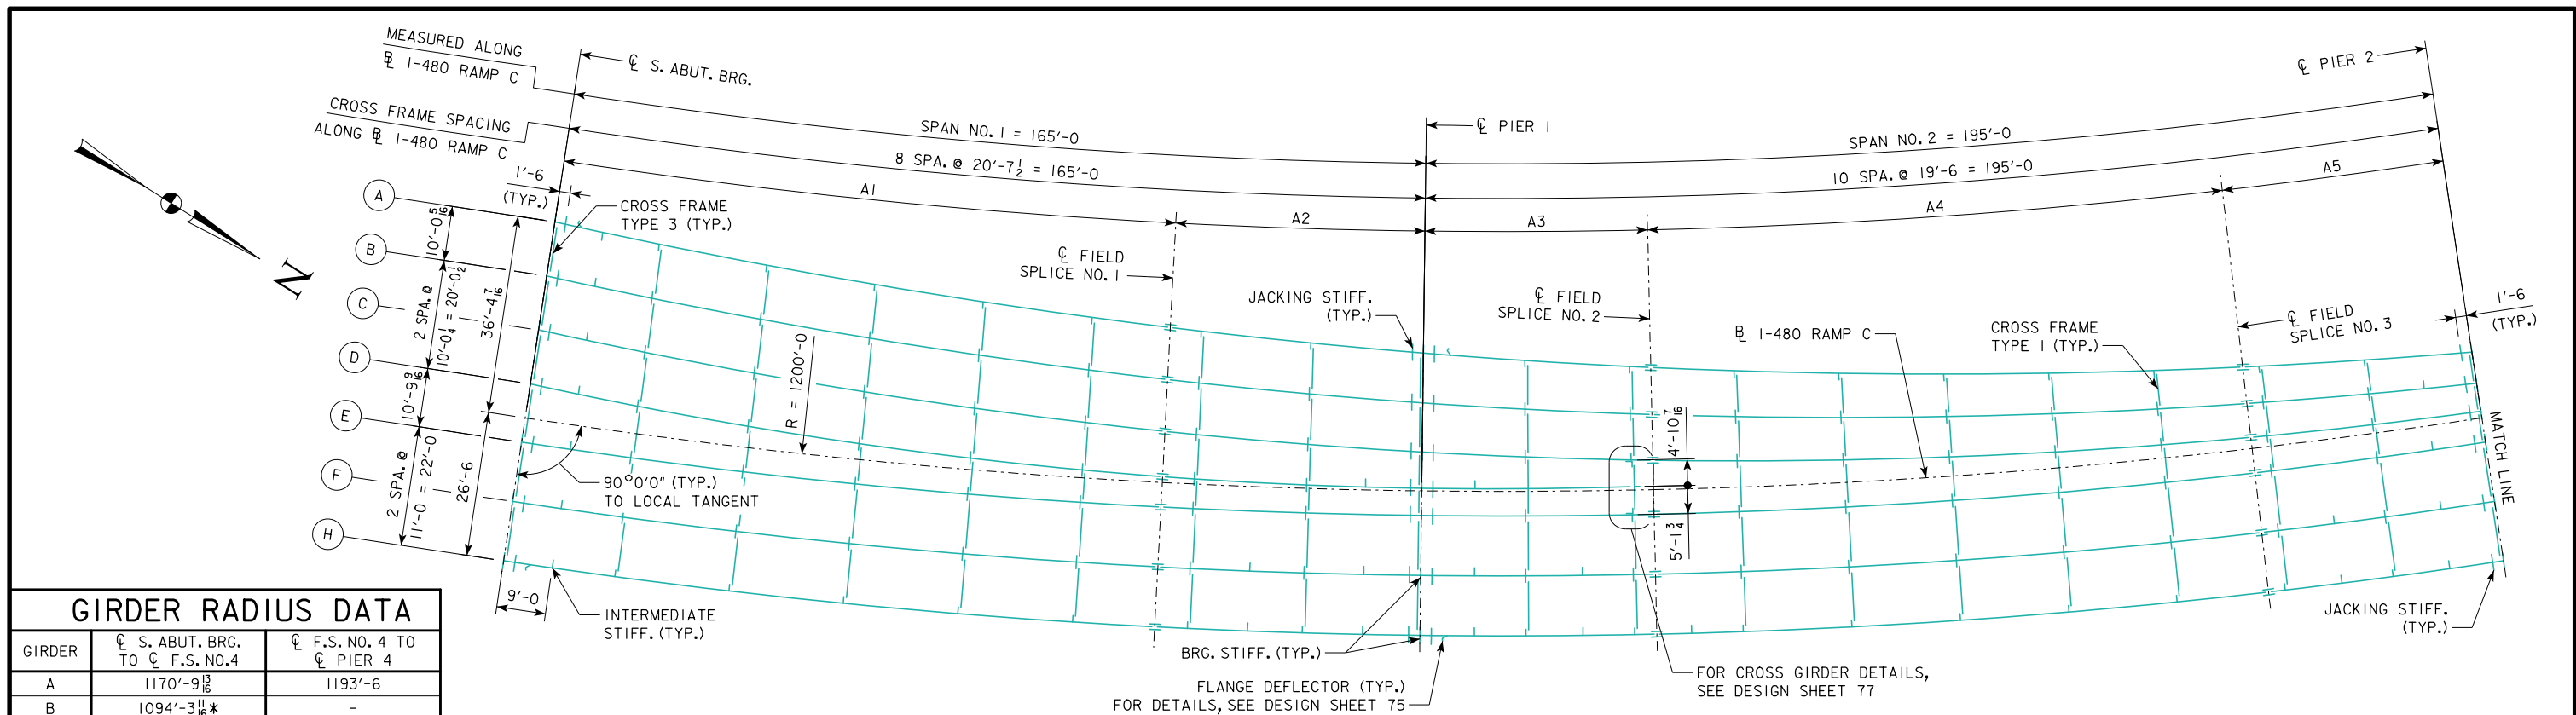 MEASURED ALONG
℄ I-480 RAMP C
℄ S. ABUT. BRG.
℄ PIER 2
CROSS FRAME SPACING
ALONG ℄ I-480 RAMP C
SPAN NO. 1 = 165'-0
℄ PIER 1
SPAN NO. 2 = 195'-0
8 SPA. @ 20'-7 1/2 = 165'-0
10 SPA. @ 19'-6 = 195'-0
1'-6
(TYP.)
A1
A2
A3
A4
A5
A
B
C
D
E
F
H
N
10'-0 5/16
2 SPA. @
10'-0 1/4 = 20'-0 1/2
36'-4 7/16
10'-9 9/16
2 SPA. @
11'-0 = 22'-0
26'-6
CROSS FRAME
TYPE 3 (TYP.)
℄ FIELD
SPLICE NO. 1
JACKING STIFF.
(TYP.)
℄ FIELD
SPLICE NO. 2
℄ I-480 RAMP C
CROSS FRAME
TYPE 1 (TYP.)
℄ FIELD
SPLICE NO. 3
1'-6
(TYP.)
R = 1200'-0
4'-10 7/16
5'-1 3/4
MATCH LINE
90°0'0" (TYP.)
TO LOCAL TANGENT
9'-0
INTERMEDIATE
STIFF. (TYP.)
BRG. STIFF. (TYP.)
JACKING STIFF.
(TYP.)
FLANGE DEFLECTOR (TYP.)
FOR DETAILS, SEE DESIGN SHEET 75
FOR CROSS GIRDER DETAILS,
SEE DESIGN SHEET 77
GIRDER RADIUS DATA
GIRDER
℄ S. ABUT. BRG.
TO ℄ F.S. NO.4
℄ F.S. NO. 4 TO
℄ PIER 4
A 1170'-9 13/16 1193'-6
B 1094'-3 11/16 * -